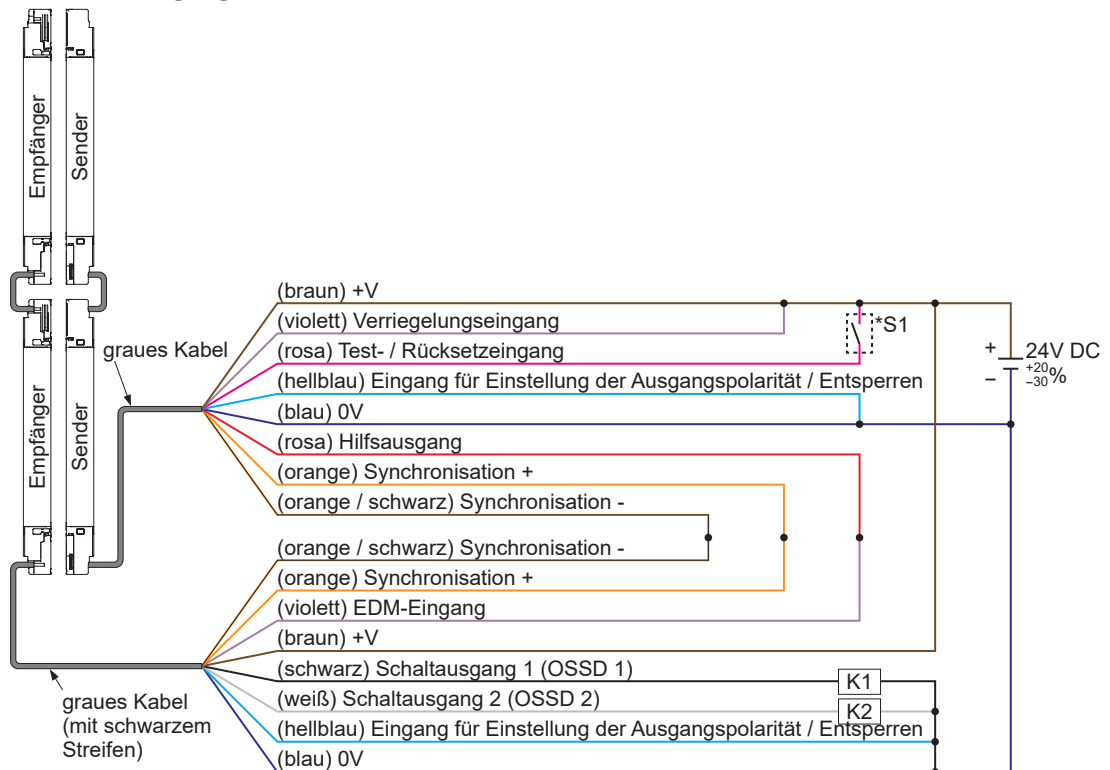 Empfänger
Sender
Empfänger
Sender
graues Kabel
(braun) +V
(violett) Verriegelungseingang
*S1
(rosa) Test- / Rücksetzeingang
+ 24V DC
− +20 −30 %
(hellblau) Eingang für Einstellung der Ausgangspolarität / Entsperren
(blau) 0V
(rosa) Hilfsausgang
(orange) Synchronisation +
(orange / schwarz) Synchronisation -
(orange / schwarz) Synchronisation -
(orange) Synchronisation +
(violett) EDM-Eingang
(braun) +V
(schwarz) Schaltausgang 1 (OSSD 1)
K1
(weiß) Schaltausgang 2 (OSSD 2)
K2
(hellblau) Eingang für Einstellung der Ausgangspolarität / Entsperren
(blau) 0V
graues Kabel
(mit schwarzem
Streifen)